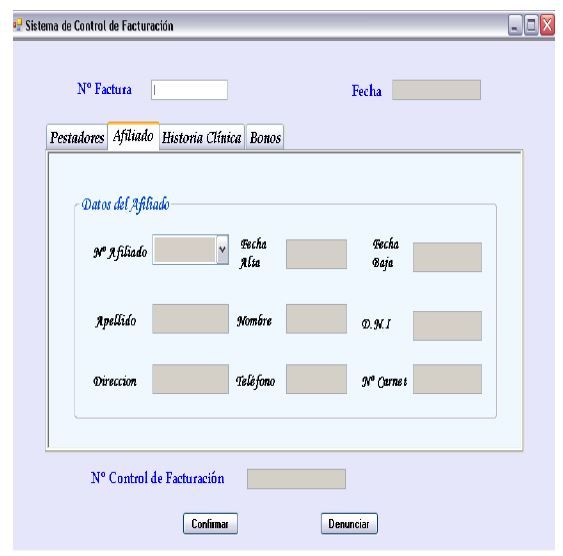 Sistema de Control de Facturación
Nº Factura Fecha
Pestadores Afiliado Historia Clínica Bonos
Datos del Afiliado
Nº Afiliado Fecha Alta Fecha Baja
Apellido Nombre D.N.I
Direccion Teléfono Nº Carnet
Nº Control de Facturación
Confirmar Denunciar